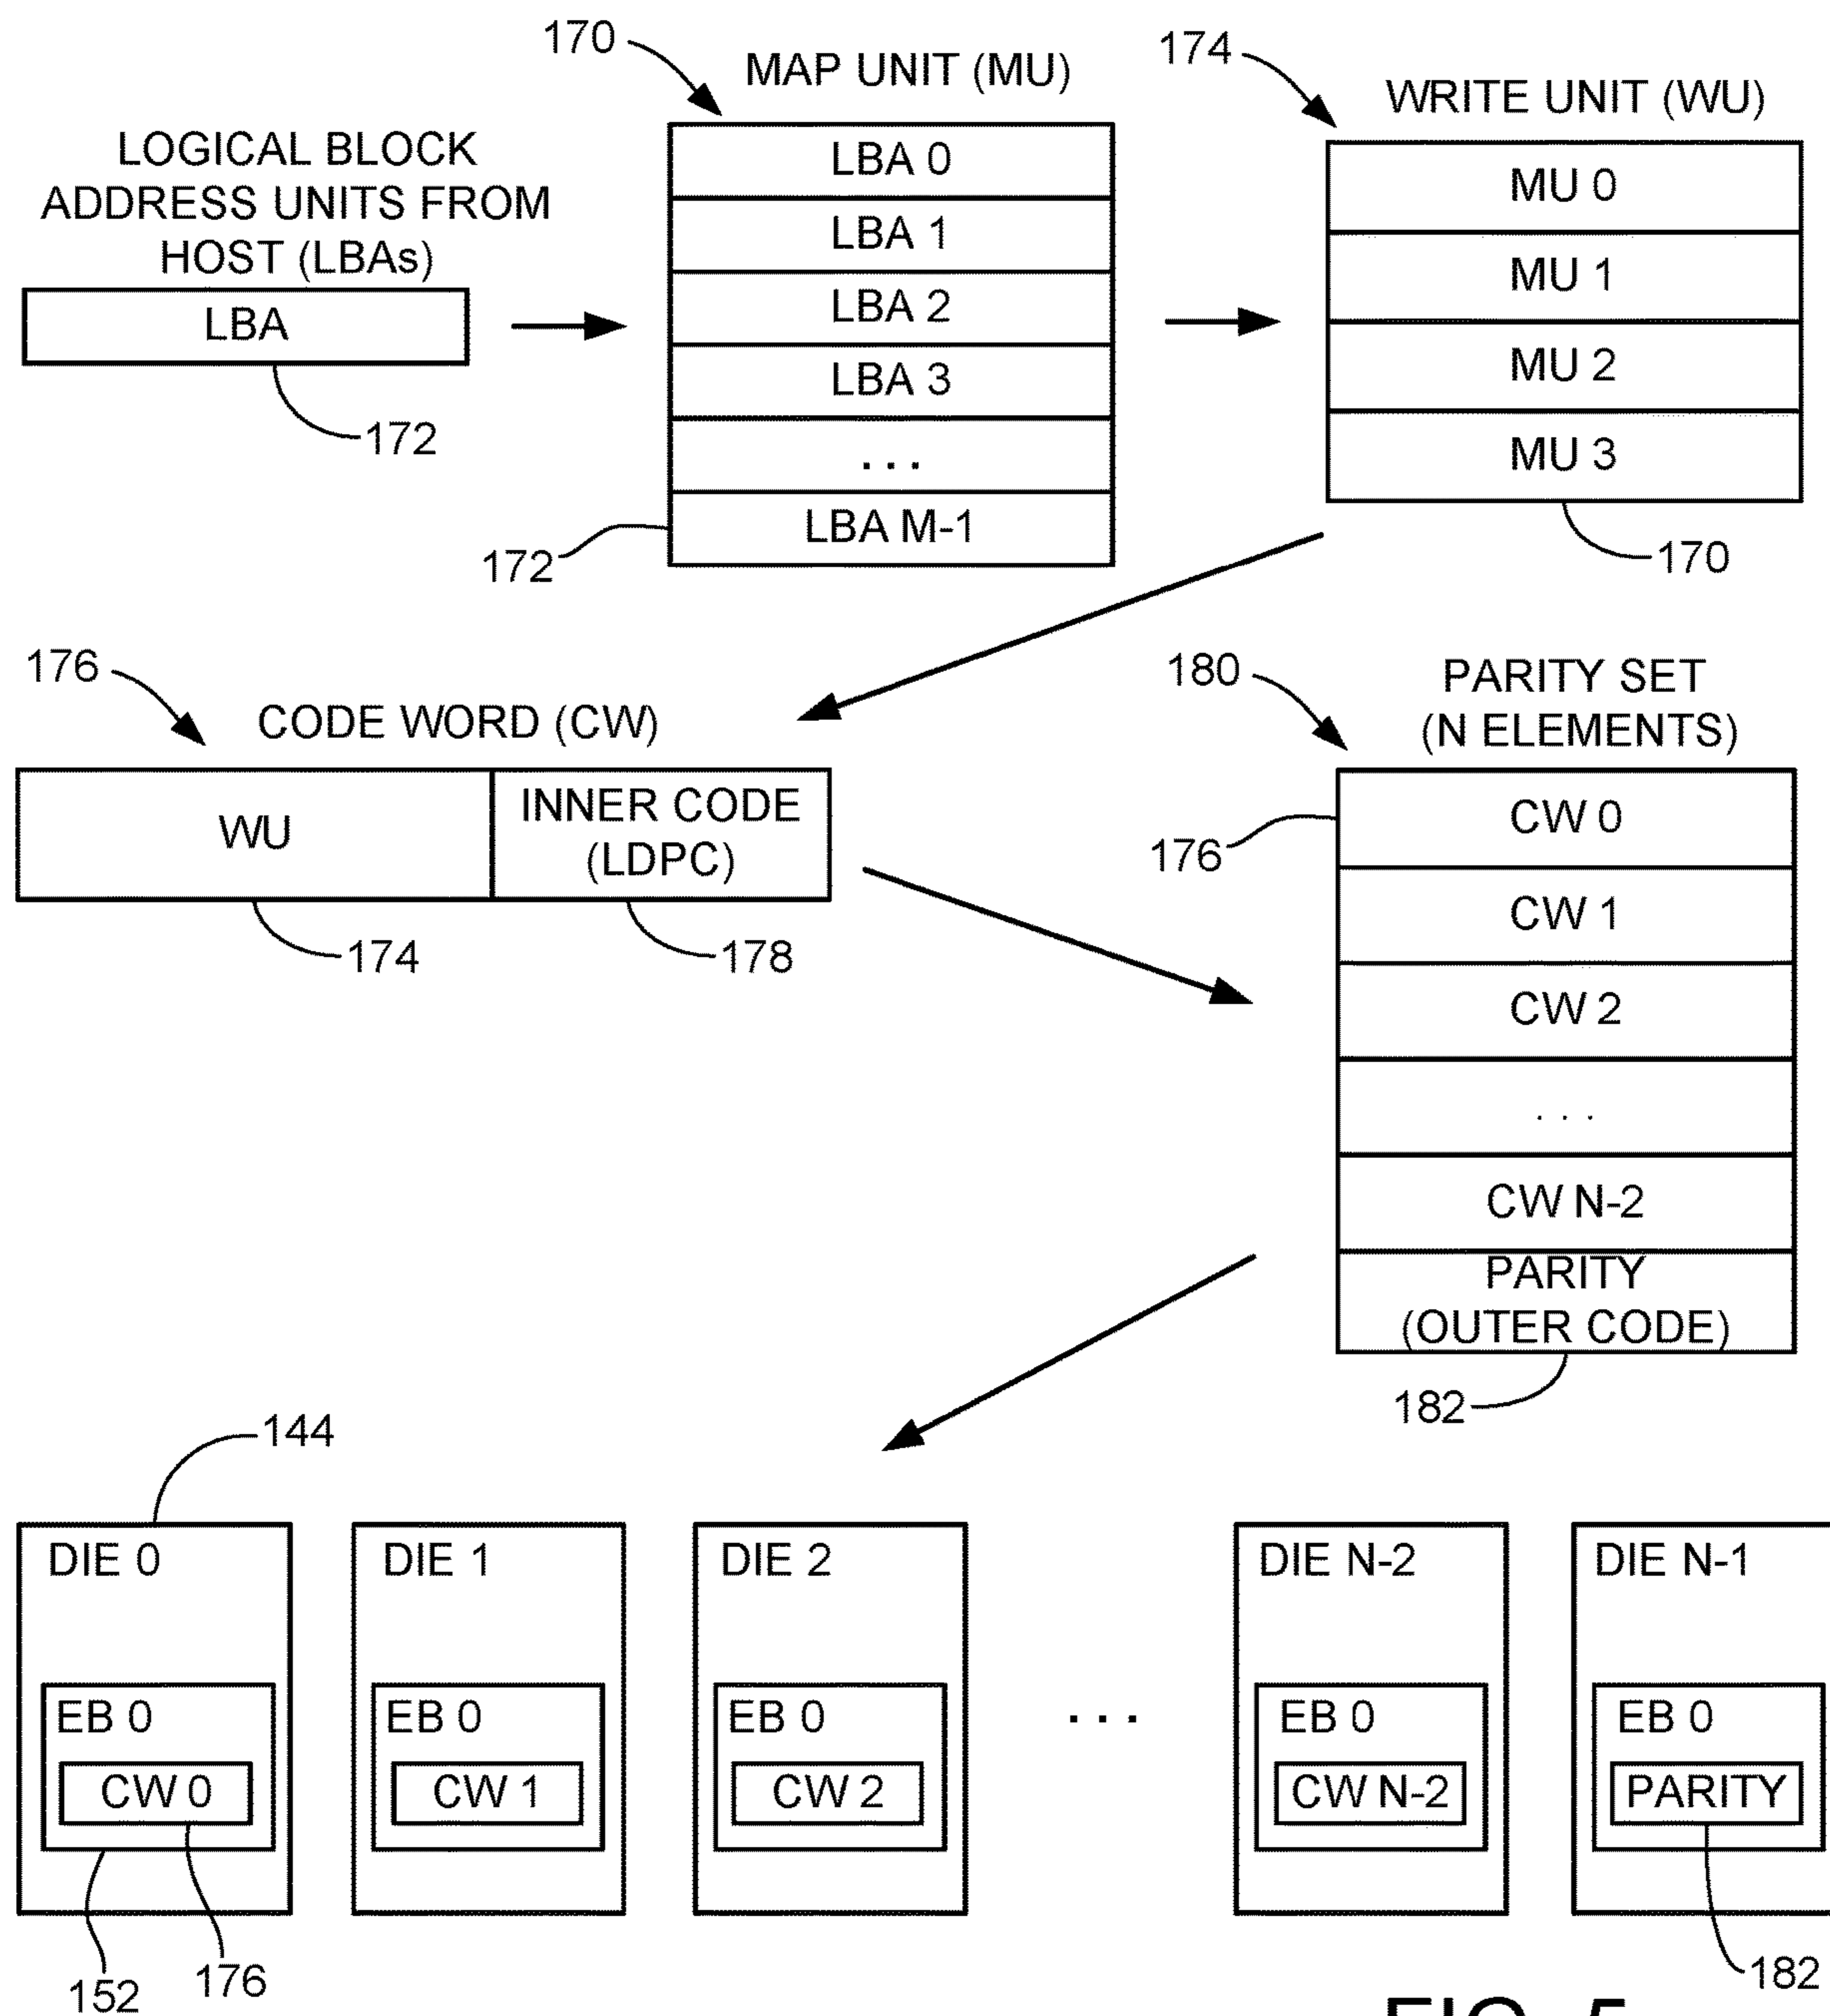 170
MAP UNIT (MU)
174
WRITE UNIT (WU)
LOGICAL BLOCK
ADDRESS UNITS FROM
HOST (LBAs)
LBA
172
LBA 0
LBA 1
LBA 2
LBA 3
. . .
LBA M-1
172
MU 0
MU 1
MU 2
MU 3
170
176
CODE WORD (CW)
WU
INNER CODE
(LDPC)
174
178
180
PARITY SET
(N ELEMENTS)
176
CW 0
CW 1
CW 2
. . .
CW N-2
PARITY
(OUTER CODE)
182
144
DIE 0
EB 0
CW 0
152
176
DIE 1
EB 0
CW 1
DIE 2
EB 0
CW 2
. . .
DIE N-2
EB 0
CW N-2
DIE N-1
EB 0
PARITY
182